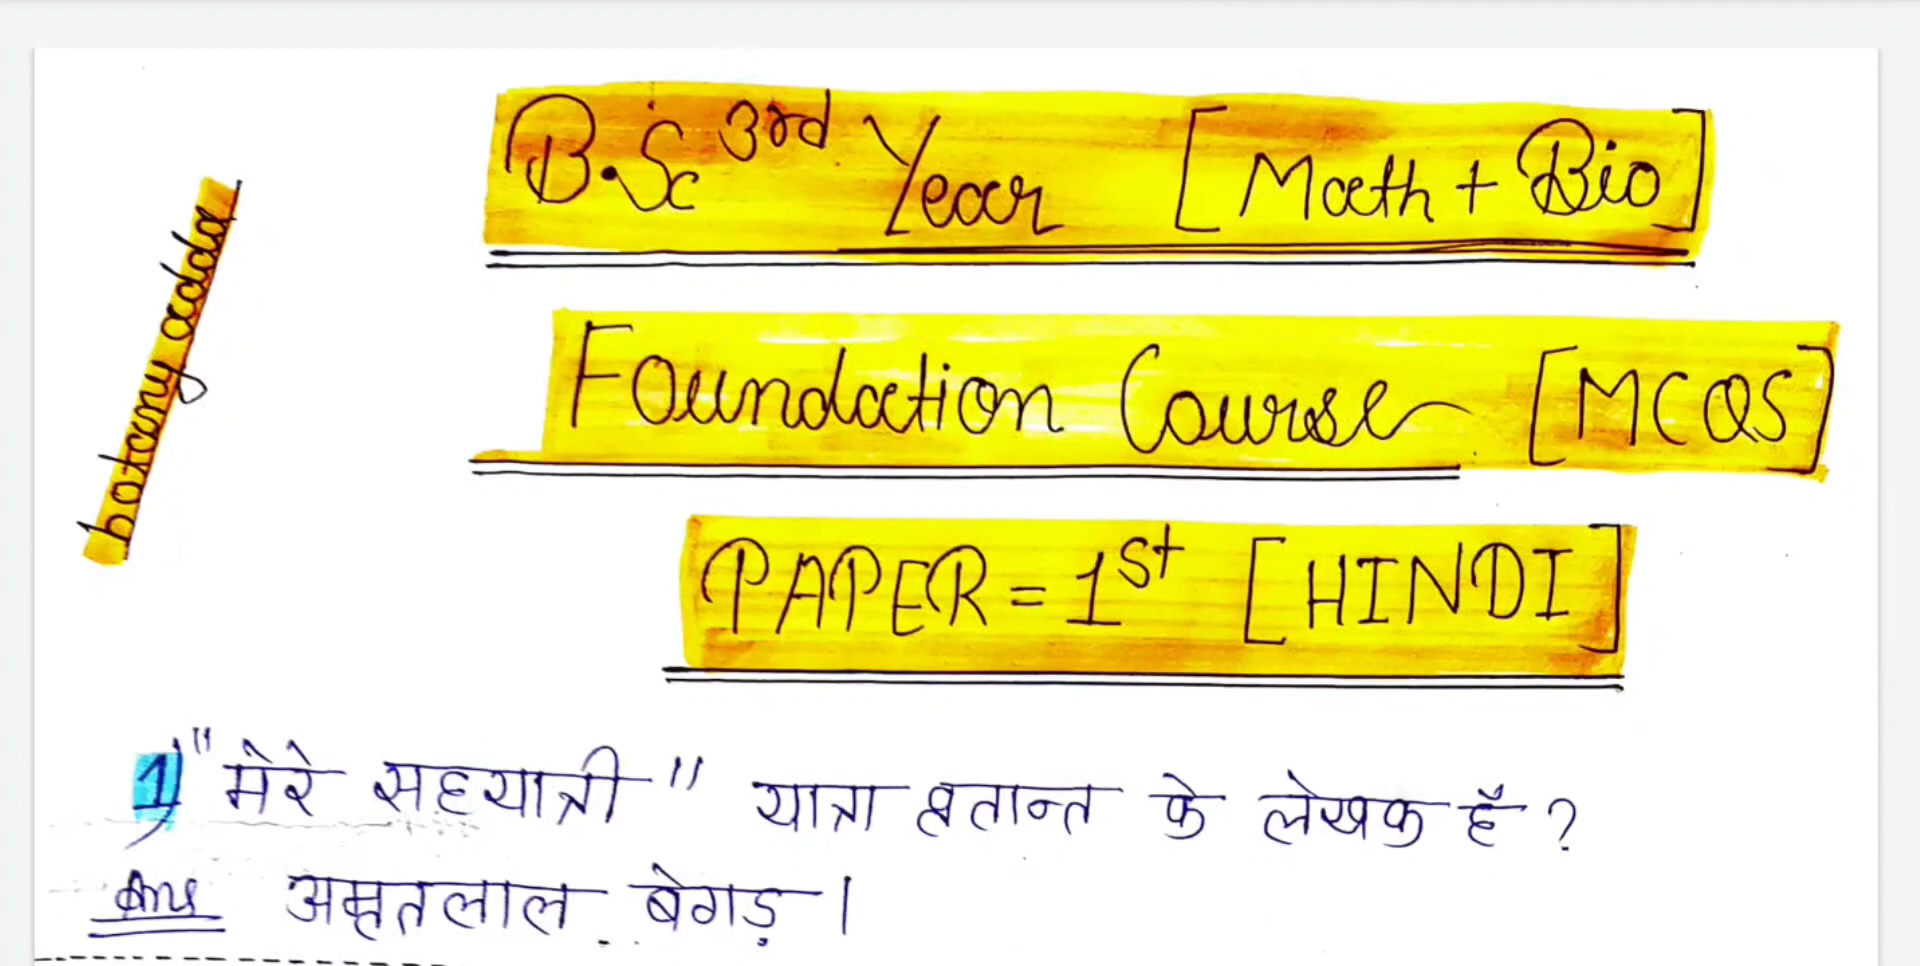 B.Sc 3rd Year [Math + Bio]
botany adda
Foundation Course [MCQS]
PAPER = 1st [HINDI]
1) "मेरे सहयात्री" यात्रा व्रतान्त के लेखक हैं ?
Ans अमृतलाल बेगड़ ।